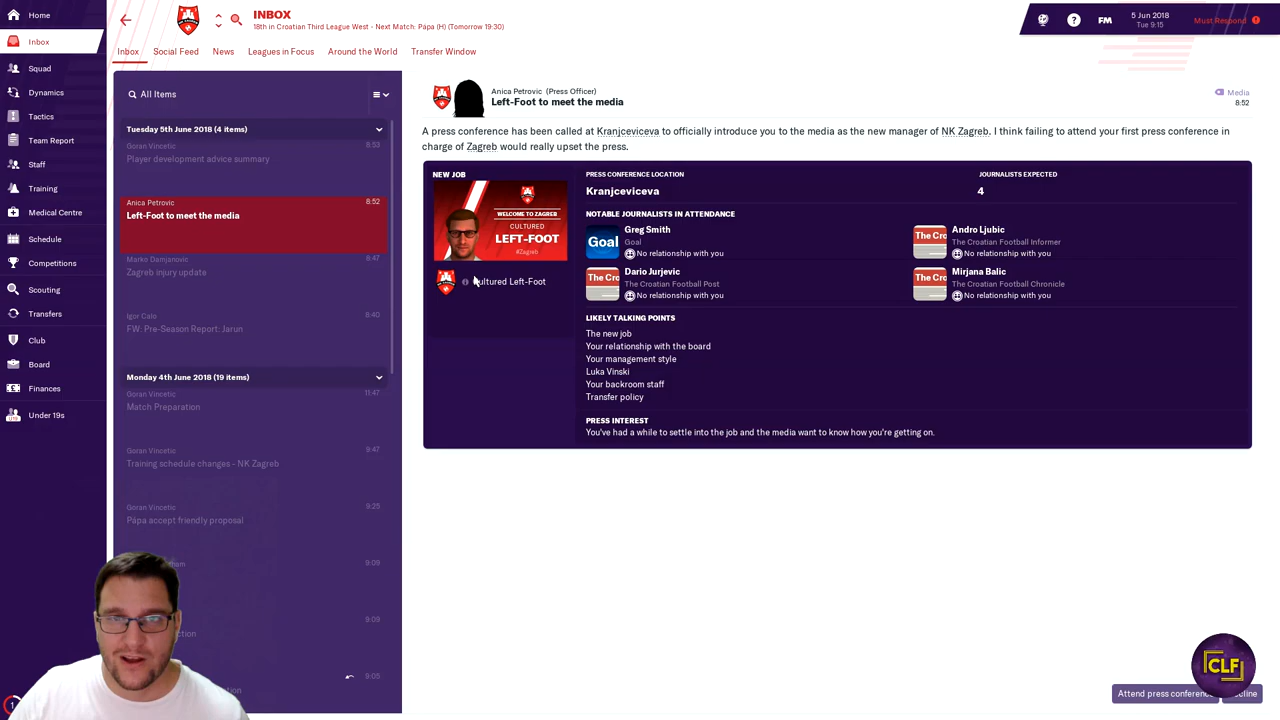 Home
Inbox
Squad
Dynamics
Tactics
Team Report
Staff
Training
Medical Centre
Schedule
Competitions
Scouting
Transfers
Club
Board
Finances
Under 19s
INBOX
18th in Croatian Third League West - Next Match: Pápa (H) (Tomorrow 19:30)
5 Jun 2018
Tue 9:15
FM
Must Respond
Inbox Social Feed News Leagues in Focus Around the World Transfer Window
All Items
Tuesday 5th June 2018 (4 items)
Goran Vincetic 8:53
Player development advice summary
Anica Petrovic 8:52
Left-Foot to meet the media
Marko Damjanovic 8:47
Zagreb injury update
Igor Calo 8:40
FW: Pre-Season Report: Jarun
Monday 4th June 2018 (19 items)
Goran Vincetic 11:47
Match Preparation
Goran Vincetic 9:47
Training schedule changes - NK Zagreb
Goran Vincetic 9:25
Pápa accept friendly proposal
9:09
9:09
9:05
Anica Petrovic (Press Officer)
Left-Foot to meet the media
Media
8:52
A press conference has been called at Kranjceviceva to officially introduce you to the media as the new manager of NK Zagreb. I think failing to attend your first press conference in
charge of Zagreb would really upset the press.
NEW JOB
WELCOME TO ZAGREB
CULTURED
LEFT-FOOT
#Zagreb
Cultured Left-Foot
PRESS CONFERENCE LOCATION
Kranjceviceva
JOURNALISTS EXPECTED
4
NOTABLE JOURNALISTS IN ATTENDANCE
Goal
Greg Smith
Goal
No relationship with you
The Cro
Andro Ljubic
The Croatian Football Informer
No relationship with you
The Cro
Dario Jurjevic
The Croatian Football Post
No relationship with you
The Cro
Mirjana Balic
The Croatian Football Chronicle
No relationship with you
LIKELY TALKING POINTS
The new job
Your relationship with the board
Your management style
Luka Vinski
Your backroom staff
Transfer policy
PRESS INTEREST
You've had a while to settle into the job and the media want to know how you're getting on.
CLF
Attend press conference